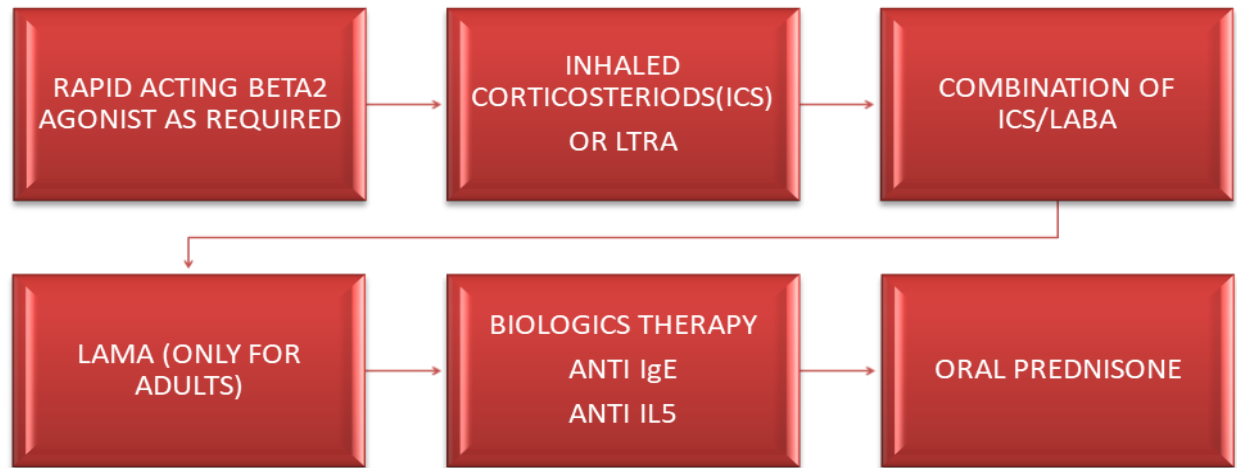 RAPID ACTING BETA2
AGONIST AS REQUIRED
INHALED
CORTICOSTERIODS(ICS)
OR LTRA
COMBINATION OF
ICS/LABA
LAMA (ONLY FOR
ADULTS)
BIOLOGICS THERAPY
ANTI IgE
ANTI IL5
ORAL PREDNISONE